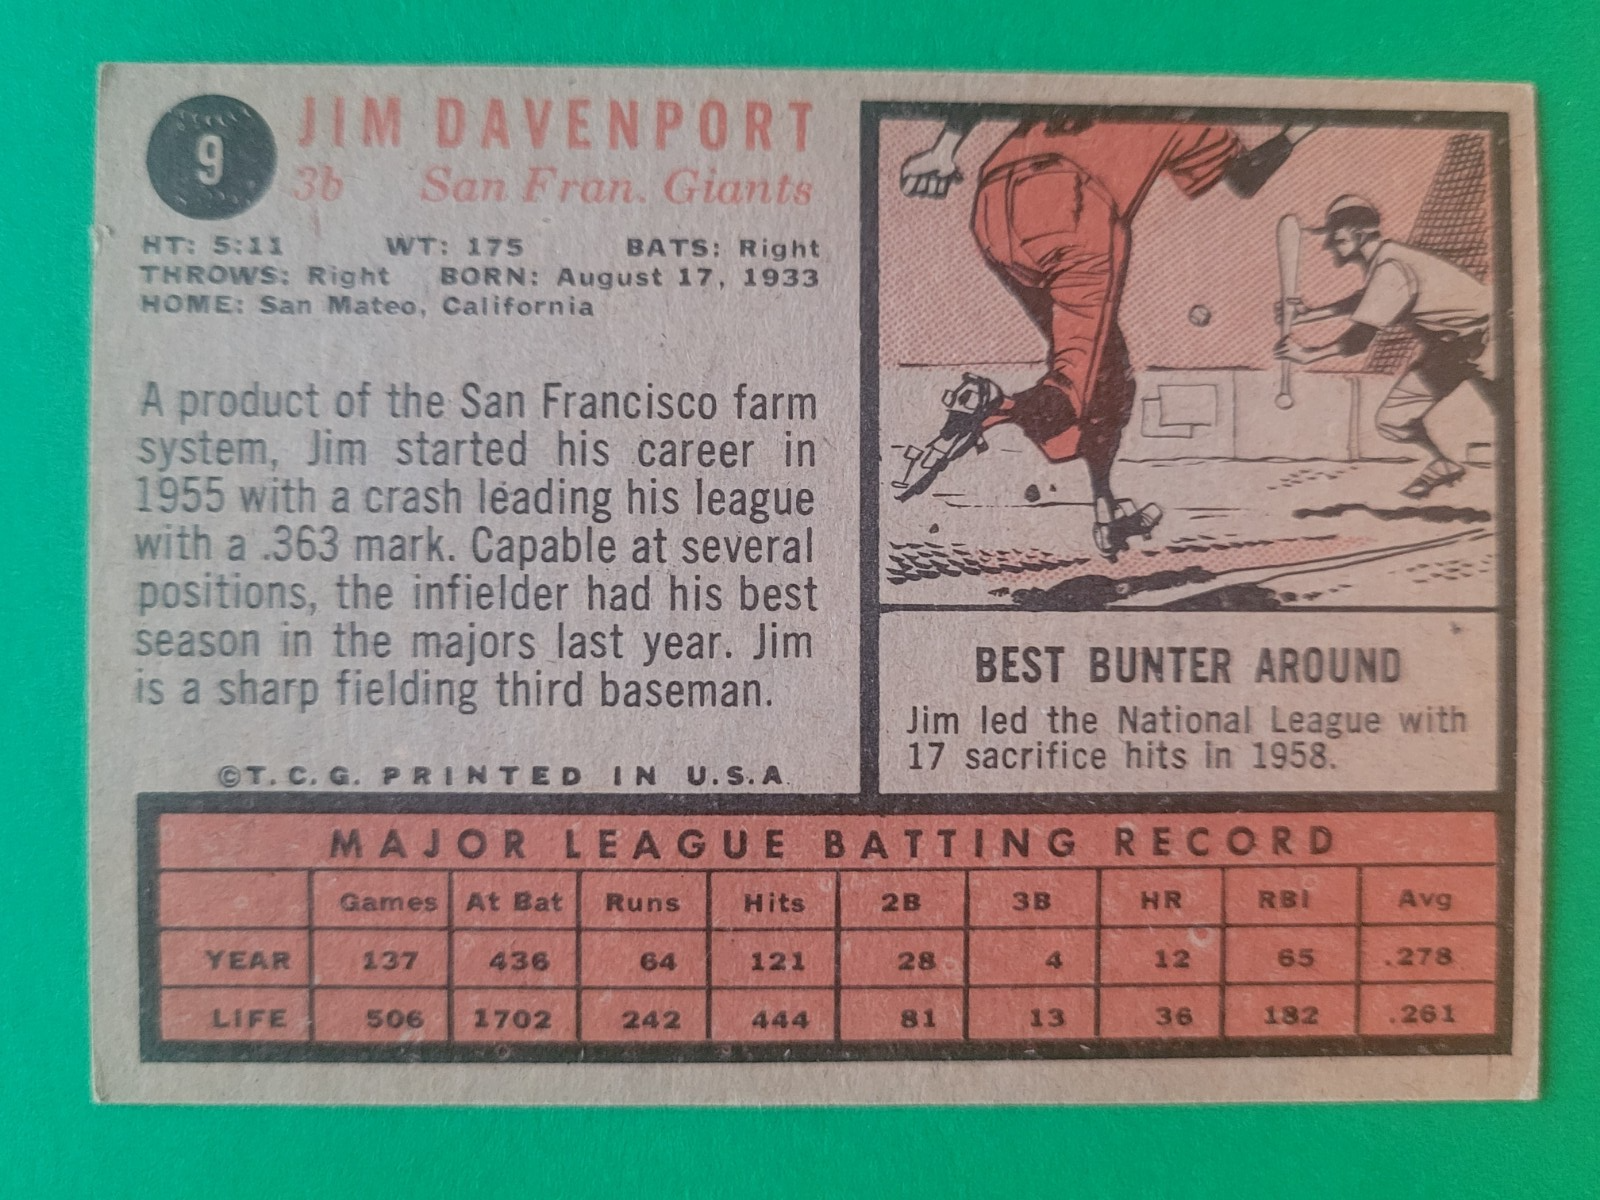 9
JIM DAVENPORT
3b San Fran. Giants
HT: 5:11 WT: 175 BATS: Right
THROWS: Right BORN: August 17, 1933
HOME: San Mateo, California
A product of the San Francisco farm
system, Jim started his career in
1955 with a crash leading his league
with a .363 mark. Capable at several
positions, the infielder had his best
season in the majors last year. Jim
is a sharp fielding third baseman.
©T.C.G. PRINTED IN U.S.A.
BEST BUNTER AROUND
Jim led the National League with
17 sacrifice hits in 1958.
MAJOR LEAGUE BATTING RECORD
Games At Bat Runs Hits 2B 3B HR RBI Avg
YEAR 137 436 64 121 28 4 12 65 .278
LIFE 506 1702 242 444 81 13 36 182 .261